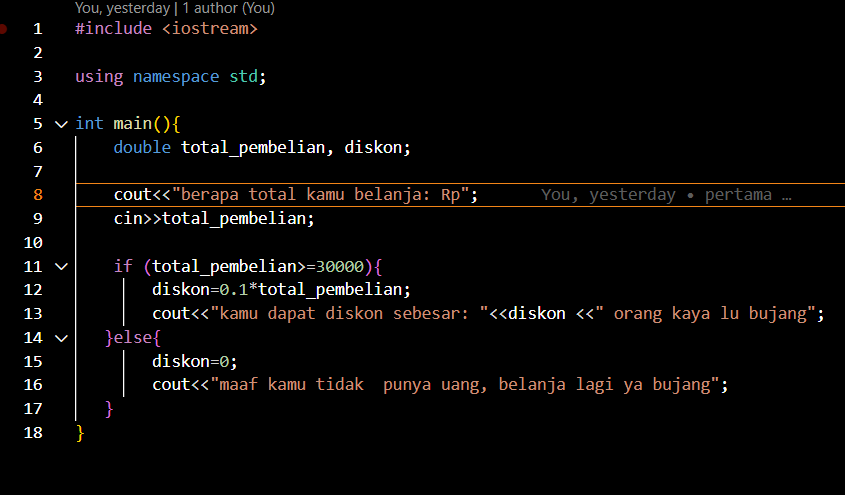 You, yesterday | 1 author (You)
1 #include <iostream>
2
3 using namespace std;
4
5 int main(){
6 double total_pembelian, diskon;
7
8 cout<<"berapa total kamu belanja: Rp"; You, yesterday • pertama …
9 cin>>total_pembelian;
10
11 if (total_pembelian>=30000){
12 diskon=0.1*total_pembelian;
13 cout<<"kamu dapat diskon sebesar: "<<diskon <<" orang kaya lu bujang";
14 }else{
15 diskon=0;
16 cout<<"maaf kamu tidak  punya uang, belanja lagi ya bujang";
17 }
18 }